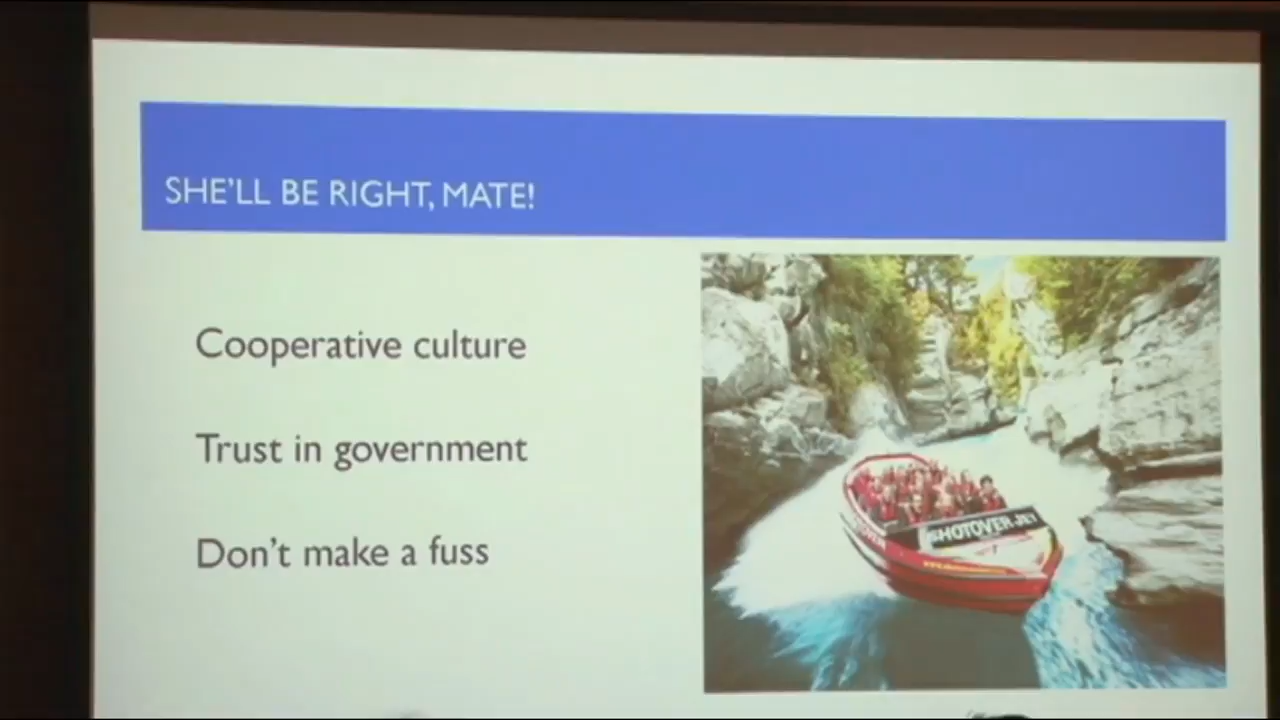 SHE'LL BE RIGHT, MATE!
Cooperative culture
Trust in government
Don't make a fuss
SHOTOVER JET